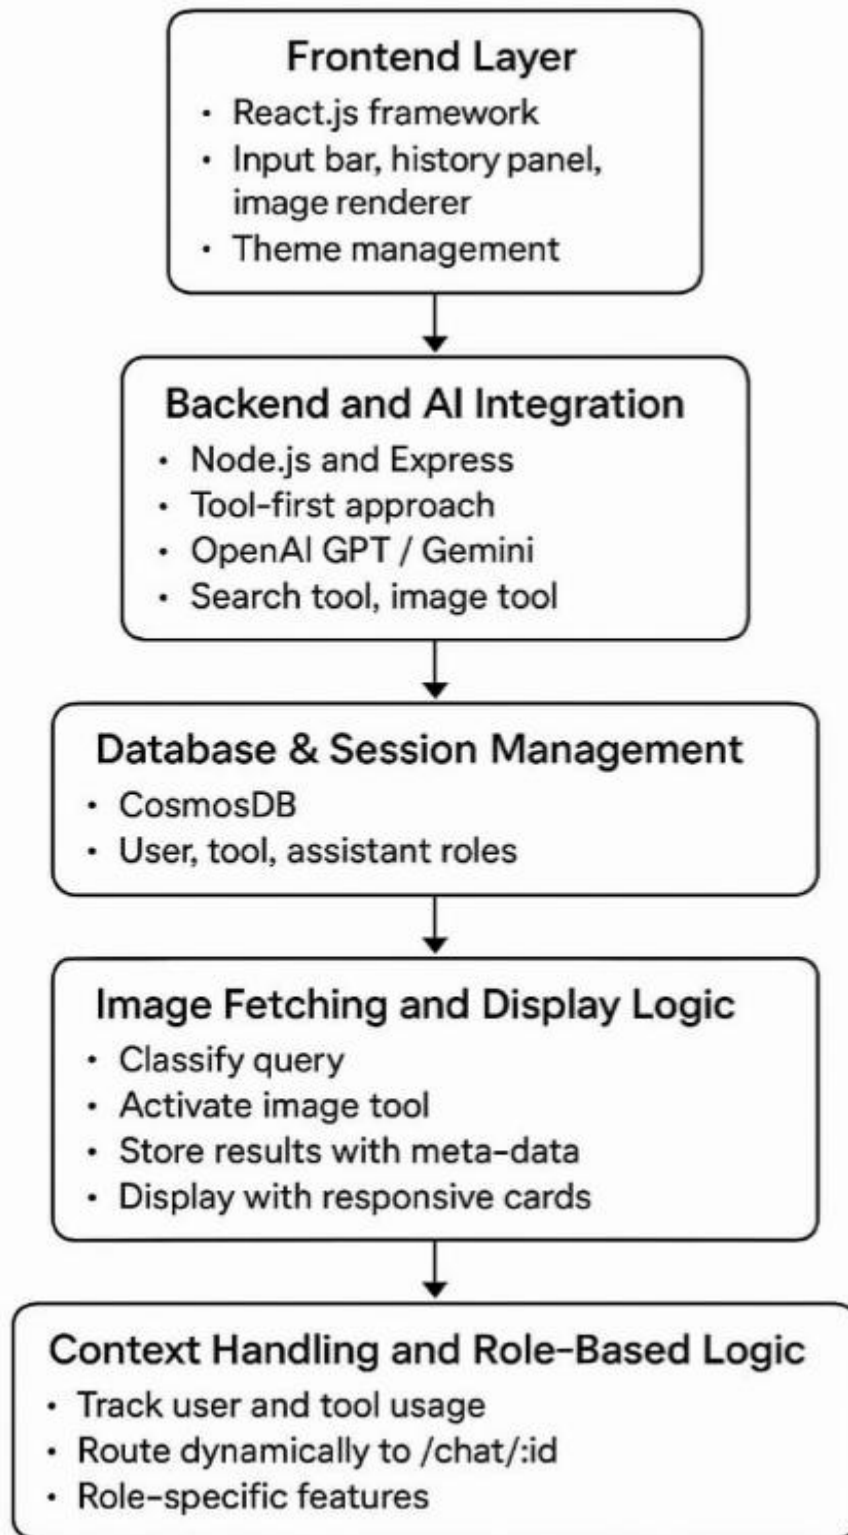 Frontend Layer
• React.js framework
• Input bar, history panel,
image renderer
• Theme management
Backend and AI Integration
• Node.js and Express
• Tool-first approach
• OpenAI GPT / Gemini
• Search tool, image tool
Database & Session Management
• CosmosDB
• User, tool, assistant roles
Image Fetching and Display Logic
• Classify query
• Activate image tool
• Store results with meta-data
• Display with responsive cards
Context Handling and Role-Based Logic
• Track user and tool usage
• Route dynamically to /chat/:id
• Role-specific features